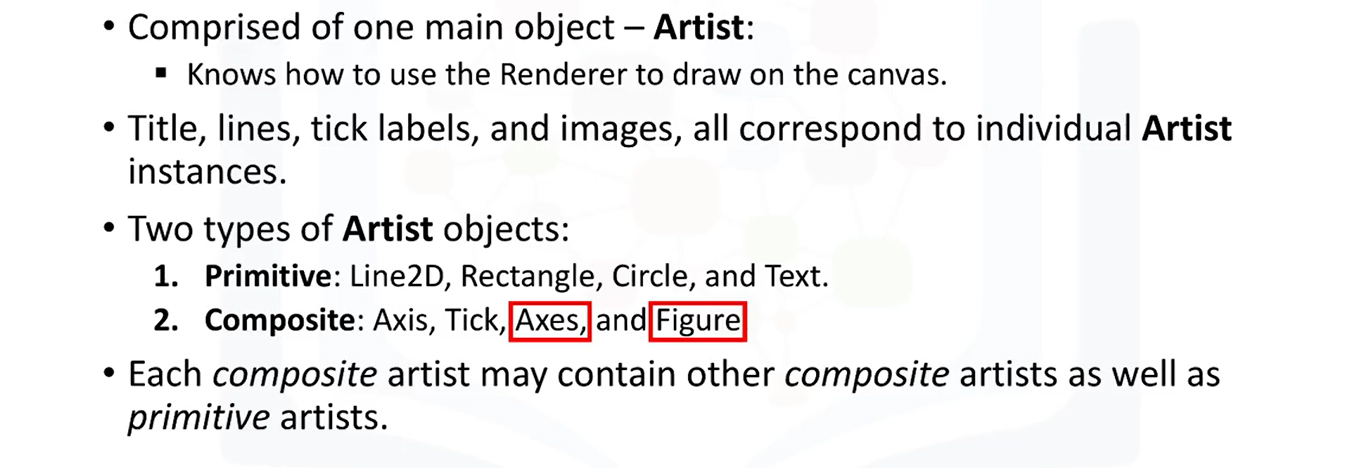 • Comprised of one main object – Artist:
▪ Knows how to use the Renderer to draw on the canvas.
• Title, lines, tick labels, and images, all correspond to individual Artist
instances.
• Two types of Artist objects:
1. Primitive: Line2D, Rectangle, Circle, and Text.
2. Composite: Axis, Tick, Axes, and Figure
• Each composite artist may contain other composite artists as well as
primitive artists.